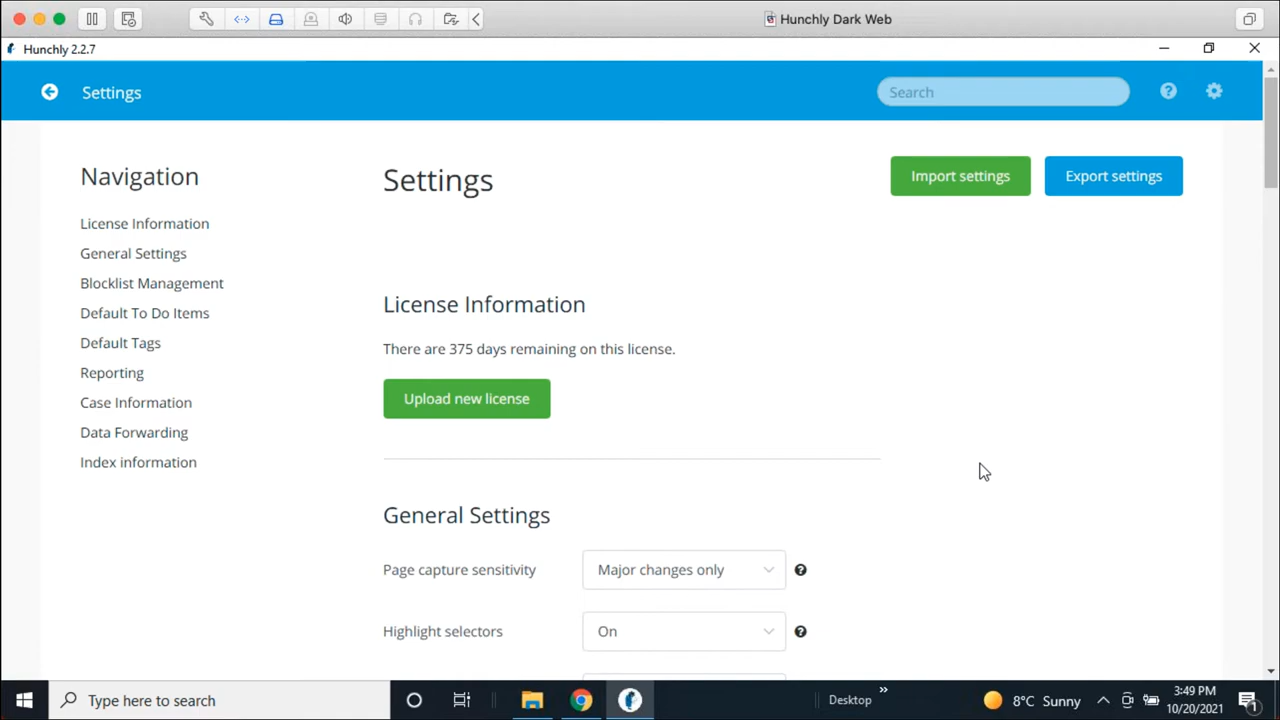 Hunchly Dark Web
Hunchly 2.2.7
Settings
Search
Navigation
License Information
General Settings
Blocklist Management
Default To Do Items
Default Tags
Reporting
Case Information
Data Forwarding
Index information
Settings
Import settings
Export settings
License Information
There are 375 days remaining on this license.
Upload new license
General Settings
Page capture sensitivity
Major changes only
Highlight selectors
On
Type here to search
Desktop
8°C Sunny
3:49 PM
10/20/2021
1